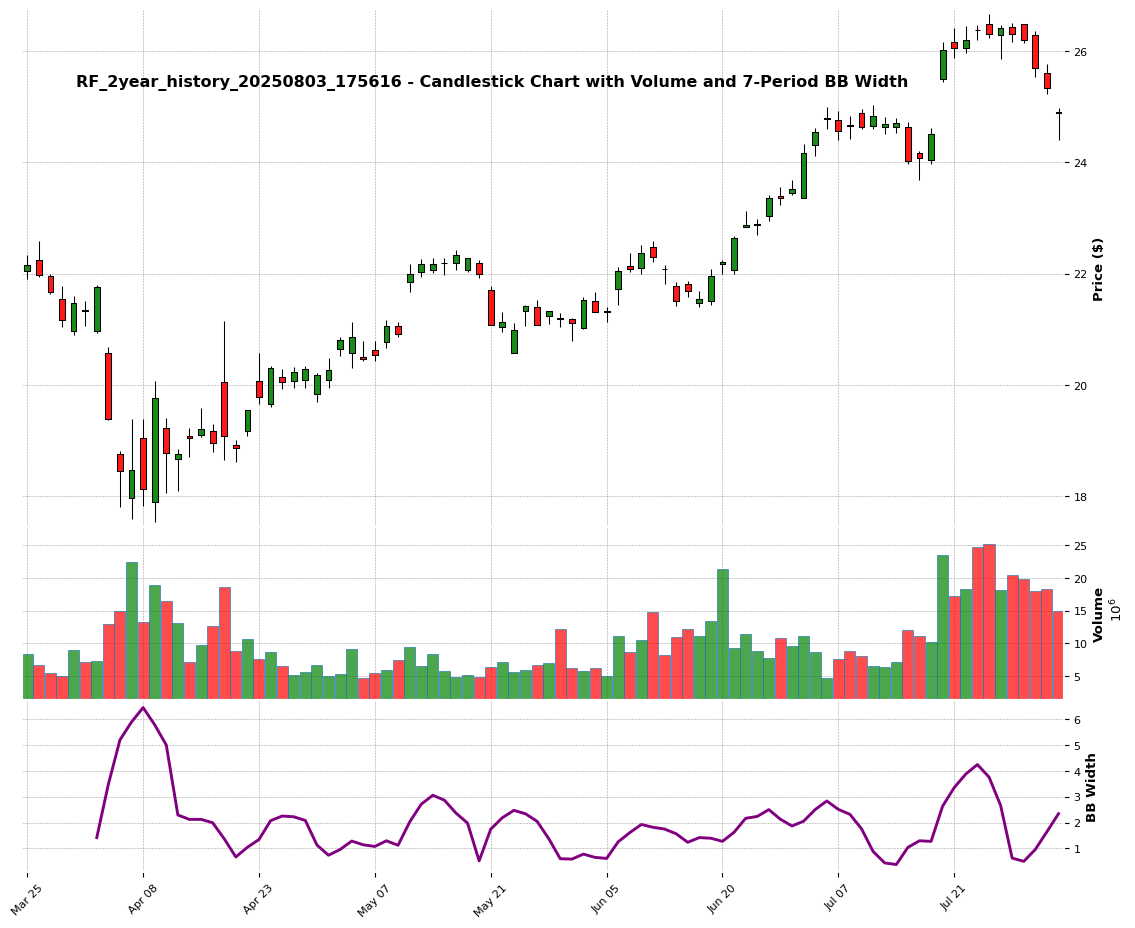 RF_2year_history_20250803_175616 - Candlestick Chart with Volume and 7-Period BB Width
26
24
22
20
18
Price ($)
25
20
15
10
5
Volume
10^6
6
5
4
3
2
1
BB Width
Mar 25
Apr 08
Apr 23
May 07
May 21
Jun 05
Jun 20
Jul 07
Jul 21